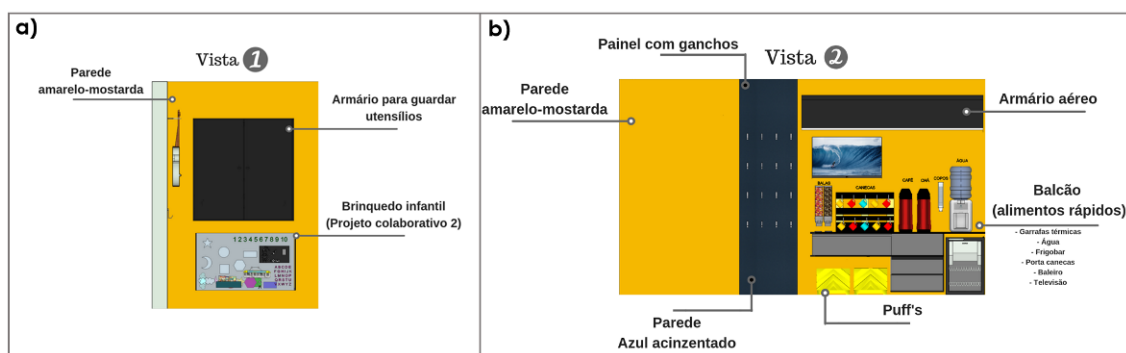 a)
Vista 1
Parede
amarelo-mostarda
Armário para guardar
utensílios
Brinquedo infantil
(Projeto colaborativo 2)
1 2 3 4 5 6 7 8 9 10
b)
Painel com ganchos
Vista 2
Parede
amarelo-mostarda
Armário aéreo
BALAS
CANECAS
CAFÉ
CHÁ
COPOS
ÁGUA
Balcão
(alimentos rápidos)
- Garrafas térmicas
- Água
- Frigobar
- Porta canecas
- Baleiro
- Televisão
Puff's
Parede
Azul acinzentado